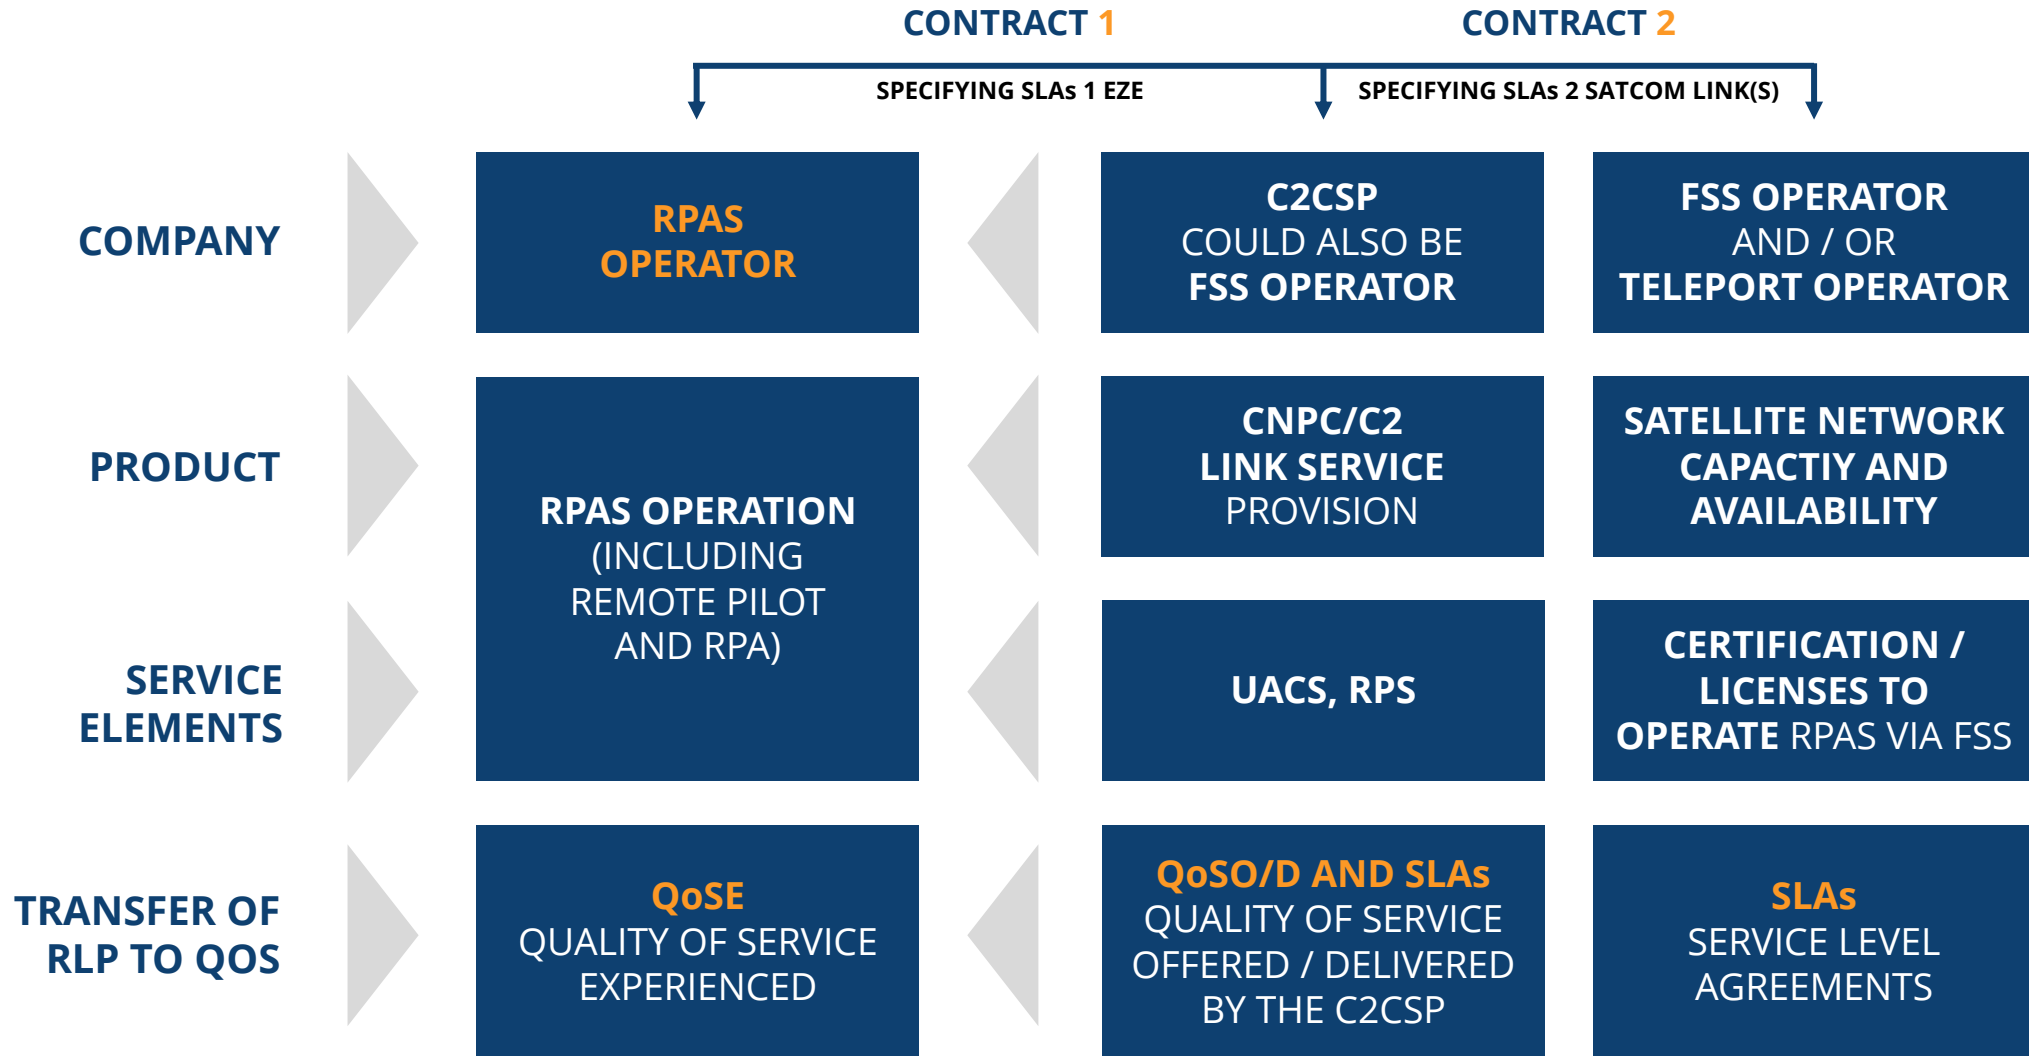 CONTRACT 1
CONTRACT 2
SPECIFYING SLAs 1 EZE
SPECIFYING SLAs 2 SATCOM LINK(S)
COMPANY
RPAS
OPERATOR
C2CSP
COULD ALSO BE
FSS OPERATOR
FSS OPERATOR
AND / OR
TELEPORT OPERATOR
PRODUCT
RPAS OPERATION
(INCLUDING
REMOTE PILOT
AND RPA)
CNPC/C2
LINK SERVICE
PROVISION
SATELLITE NETWORK
CAPACTIY AND
AVAILABILITY
SERVICE
ELEMENTS
UACS, RPS
CERTIFICATION /
LICENSES TO
OPERATE RPAS VIA FSS
TRANSFER OF
RLP TO QOS
QoSE
QUALITY OF SERVICE
EXPERIENCED
QoSO/D AND SLAs
QUALITY OF SERVICE
OFFERED / DELIVERED
BY THE C2CSP
SLAs
SERVICE LEVEL
AGREEMENTS